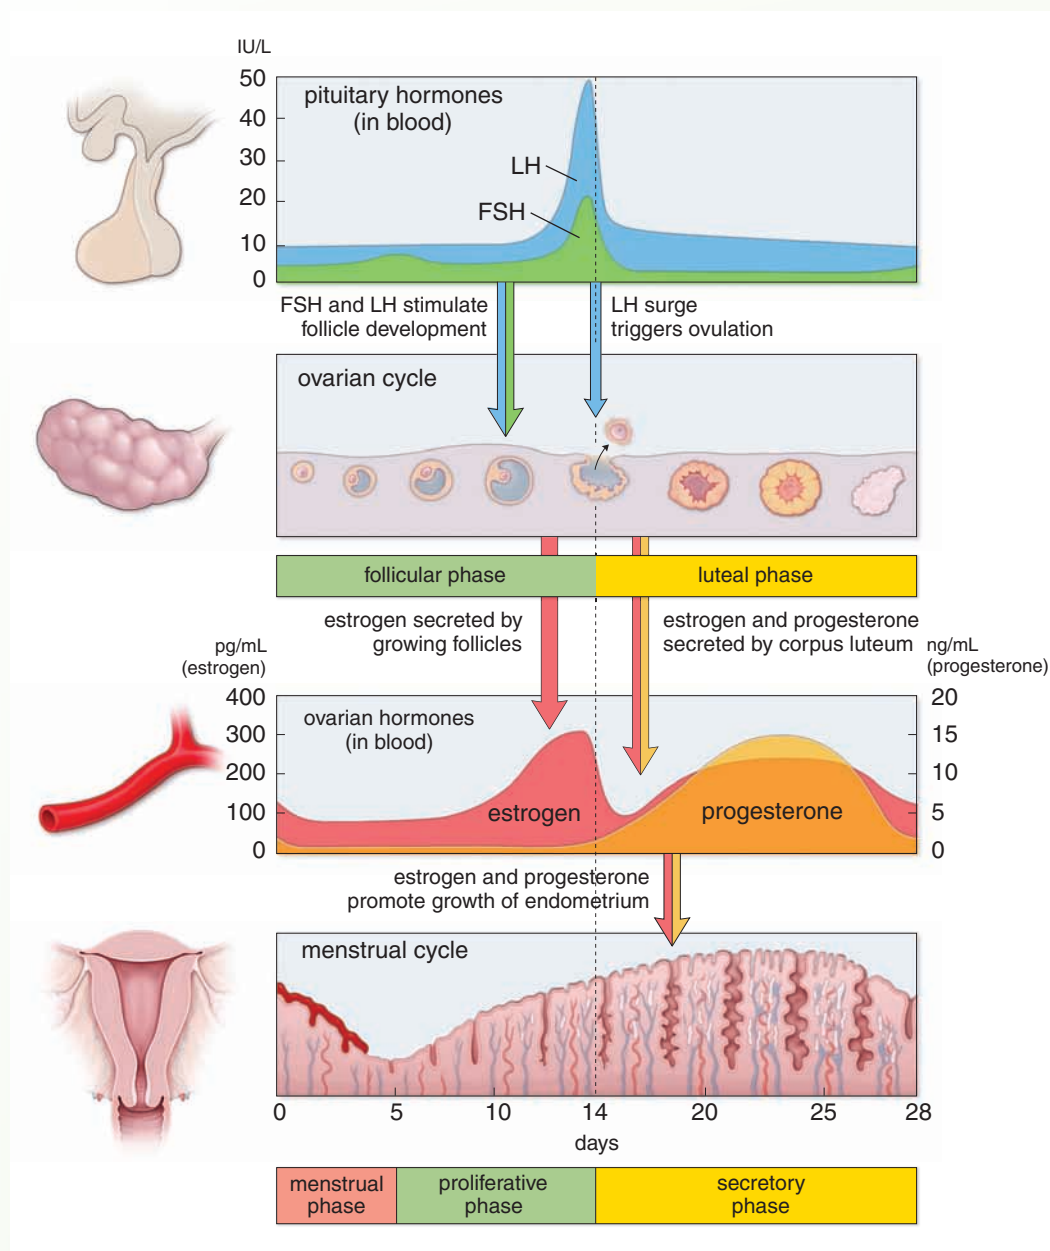 IU/L
50
40
30
20
10
0
pituitary hormones
(in blood)
LH
FSH
FSH and LH stimulate
follicle development
LH surge
triggers ovulation
ovarian cycle
follicular phase
luteal phase
estrogen secreted by
growing follicles
estrogen and progesterone
secreted by corpus luteum
pg/mL
(estrogen)
ng/mL
(progesterone)
400
300
200
100
0
20
15
10
5
0
ovarian hormones
(in blood)
estrogen
progesterone
estrogen and progesterone
promote growth of endometrium
menstrual cycle
0 5 10 14 20 25 28
days
menstrual
phase
proliferative
phase
secretory
phase